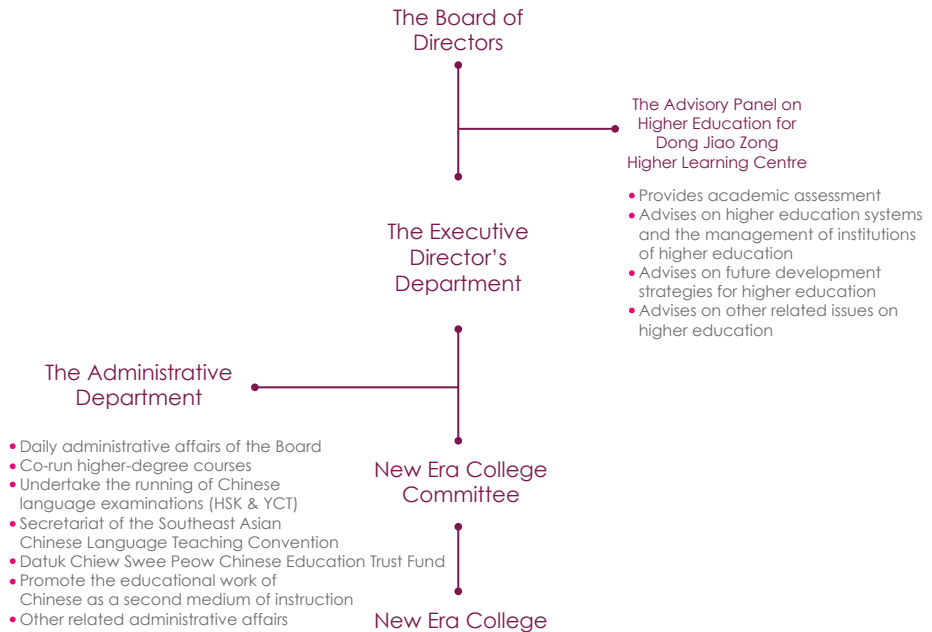 The Board of
Directors
The Advisory Panel on
Higher Education for
Dong Jiao Zong
Higher Learning Centre
• Provides academic assessment
• Advises on higher education systems
and the management of institutions
of higher education
• Advises on future development
strategies for higher education
• Advises on other related issues on
higher education
The Executive
Director’s
Department
The Administrative
Department
• Daily administrative affairs of the Board
• Co-run higher-degree courses
• Undertake the running of Chinese
language examinations (HSK & YCT)
• Secretariat of the Southeast Asian
Chinese Language Teaching Convention
• Datuk Chiew Swee Peow Chinese Education Trust Fund
• Promote the educational work of
Chinese as a second medium of instruction
• Other related administrative affairs
New Era College
Committee
New Era College